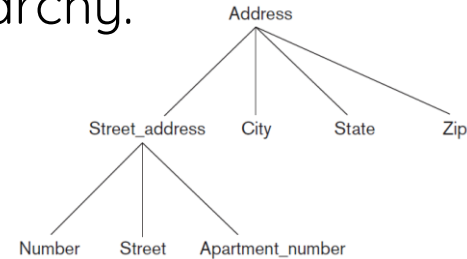 archy.
Address
Street_address City State Zip
Number Street Apartment_number